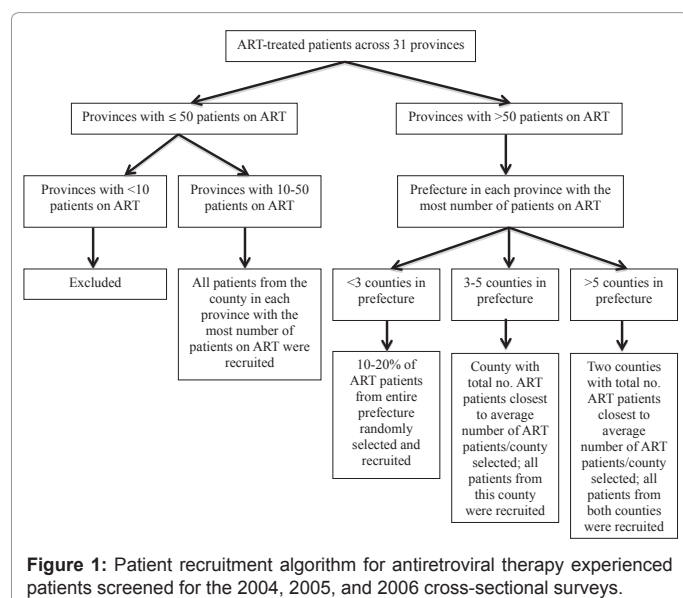 ART-treated patients across 31 provinces
Provinces with ≤ 50 patients on ART
Provinces with >50 patients on ART
Provinces with <10
patients on ART
Provinces with 10-50
patients on ART
Prefecture in each province with the
most number of patients on ART
Excluded
All patients from the
county in each
province with the
most number of
patients on ART were
recruited
<3 counties in
prefecture
3-5 counties in
prefecture
>5 counties in
prefecture
10-20% of
ART patients
from entire
prefecture
randomly
selected and
recruited
County with
total no. ART
patients closest
to average
number of ART
patients/county
selected; all
patients from
this county
were recruited
Two counties
with total no.
ART patients
closest to
average
number of ART
patients/county
selected; all
patients from
both counties
were recruited
Figure 1: Patient recruitment algorithm for antiretroviral therapy experienced
patients screened for the 2004, 2005, and 2006 cross-sectional surveys.